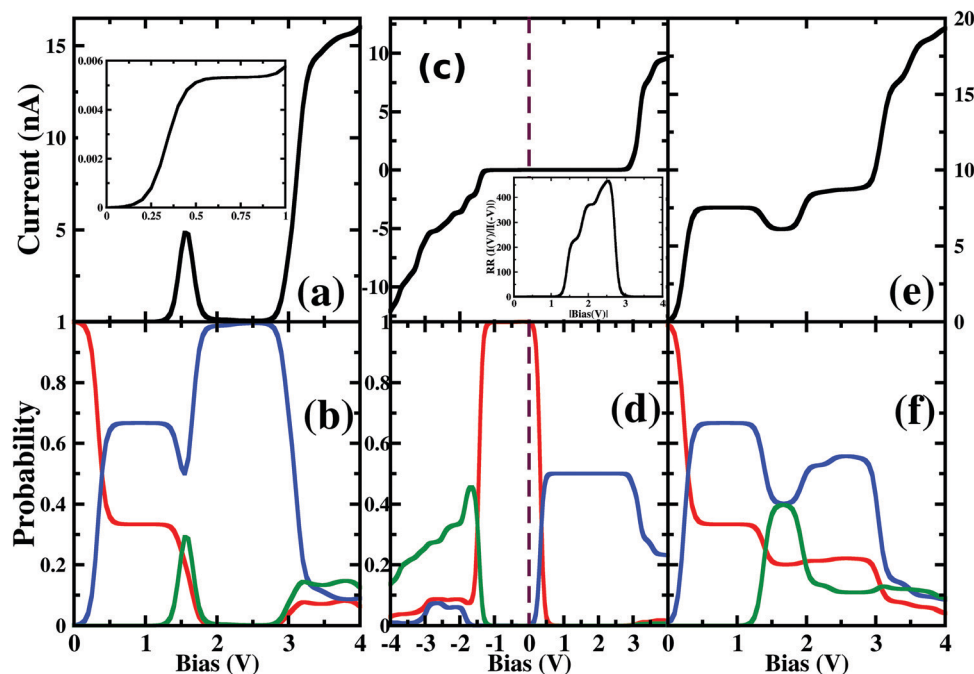 15
10
5
1
Current (nA)
0.006
0.004
0.002
0
0 0.25 0.5 0.75 1
(a)
10
5
0
-5
-10
(c)
RR (I(V)/I(-V)|)
400
300
200
100
0
0 1 2 3 4
|Bias(V)|
20
15
10
5
0
(e)
Probability
0.8
0.6
0.4
0.2
0
0 1 2 3 4
Bias (V)
(b)
1
0.8
0.6
0.4
0.2
0
-4 -3 -2 -1 0 1 2 3
Bias (V)
(d)
0 1 2 3 4
Bias (V)
(f)